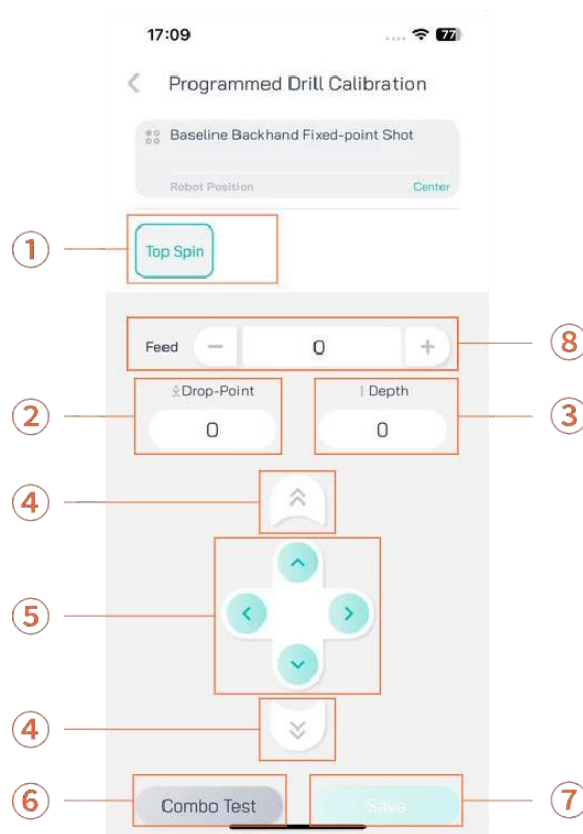 17:09 77
Programmed Drill Calibration
Baseline Backhand Fixed-point Shot
Robot Position Center
① Top Spin
Feed − 0 + ⑧
② Drop-Point Depth ③
0 0
④
⑤
④
⑥ Combo Test Save ⑦